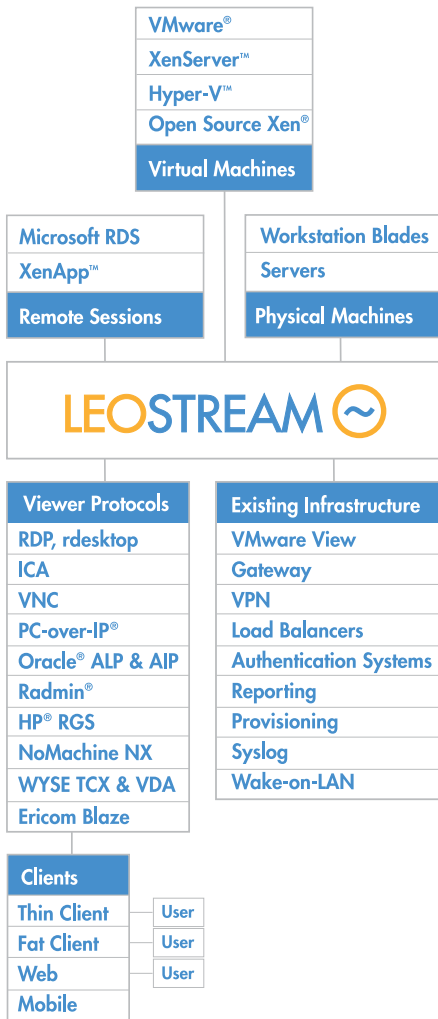 VMware®
XenServer™
Hyper-V™
Open Source Xen®
Virtual Machines
Microsoft RDS
XenApp™
Remote Sessions
Workstation Blades
Servers
Physical Machines
LEOSTREAM
Viewer Protocols
RDP, rdesktop
ICA
VNC
PC-over-IP®
Oracle® ALP & AIP
Radmin®
HP® RGS
NoMachine NX
WYSE TCX & VDA
Ericom Blaze
Existing Infrastructure
VMware View
Gateway
VPN
Load Balancers
Authentication Systems
Reporting
Provisioning
Syslog
Wake-on-LAN
Clients
Thin Client
User
Fat Client
User
Web
User
Mobile